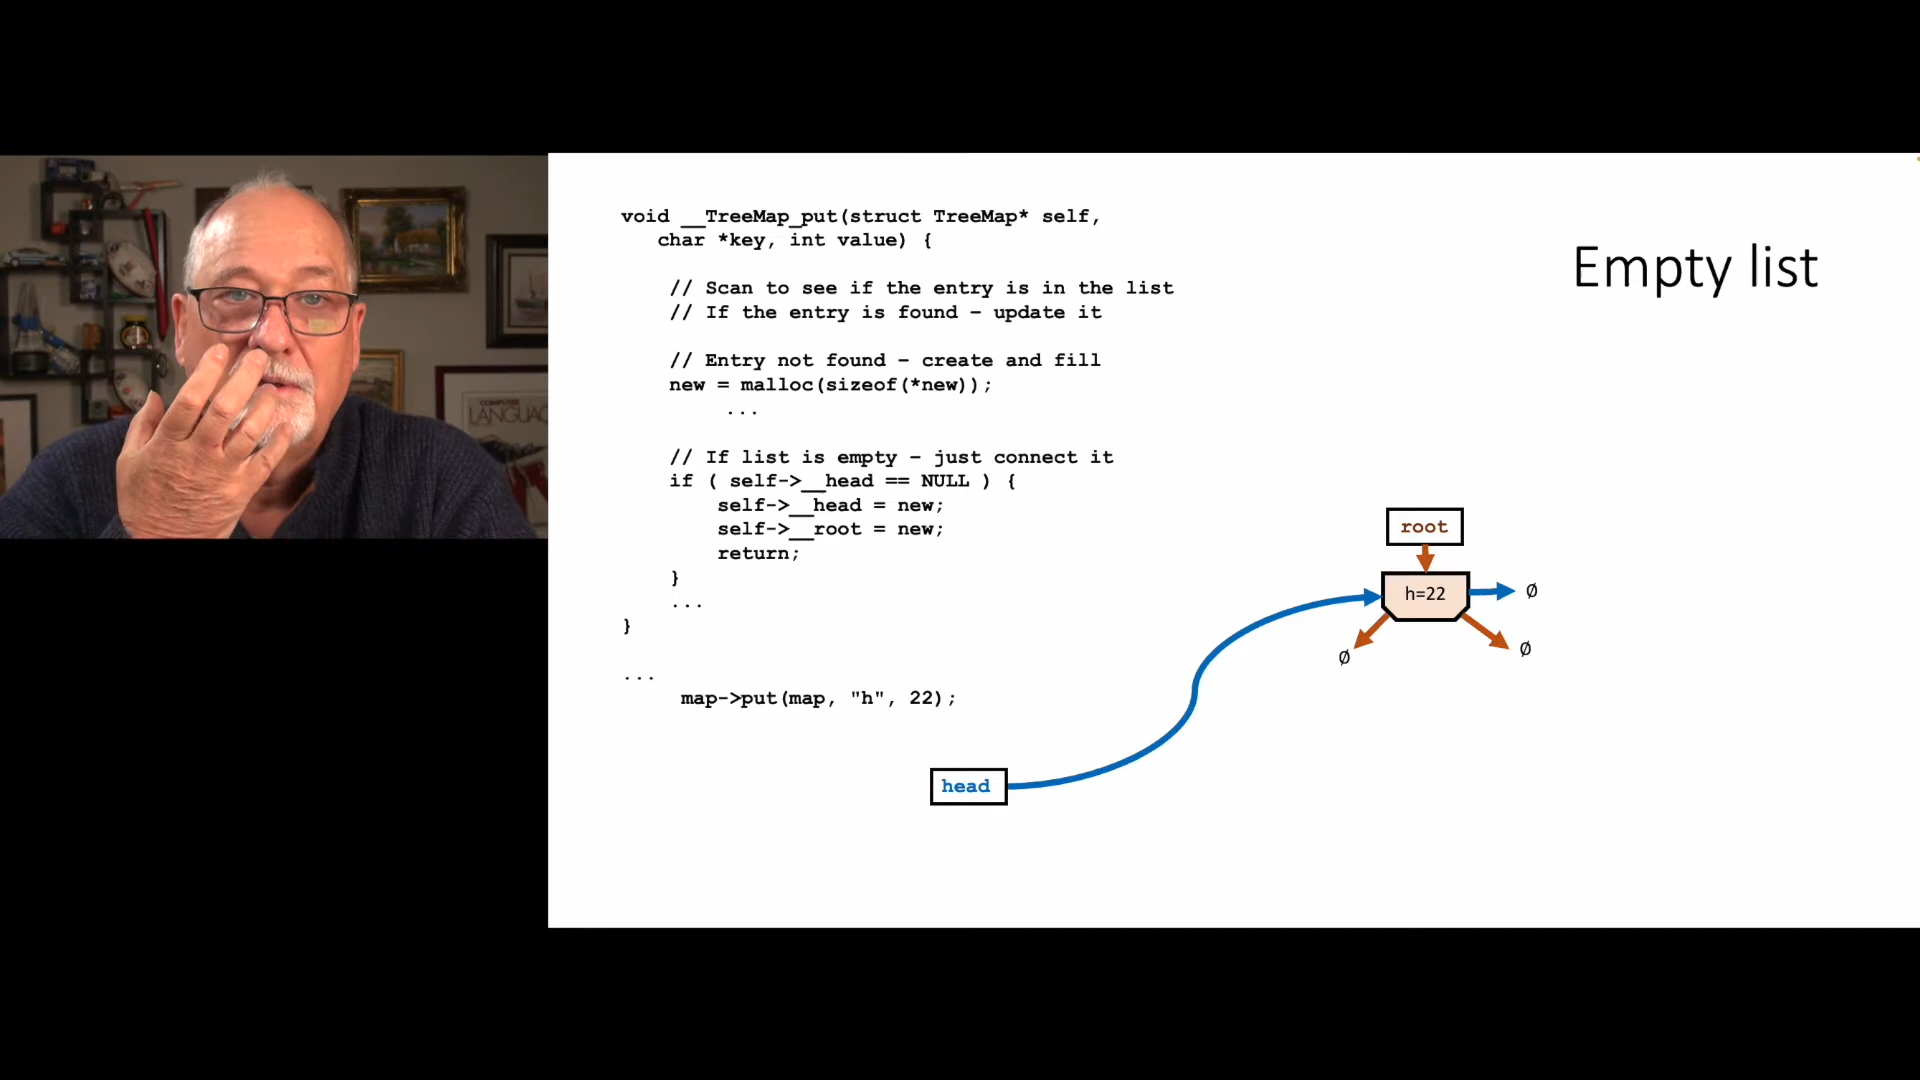 COMPUTER
LANGUAG
void __TreeMap_put(struct TreeMap* self,
char *key, int value) {
// Scan to see if the entry is in the list
// If the entry is found – update it
// Entry not found – create and fill
new = malloc(sizeof(*new));
...
// If list is empty – just connect it
if ( self->__head == NULL ) {
self->__head = new;
self->__root = new;
return;
}
...
}
...
map->put(map, "h", 22);
Empty list
root
h=22
Ø
Ø
Ø
head